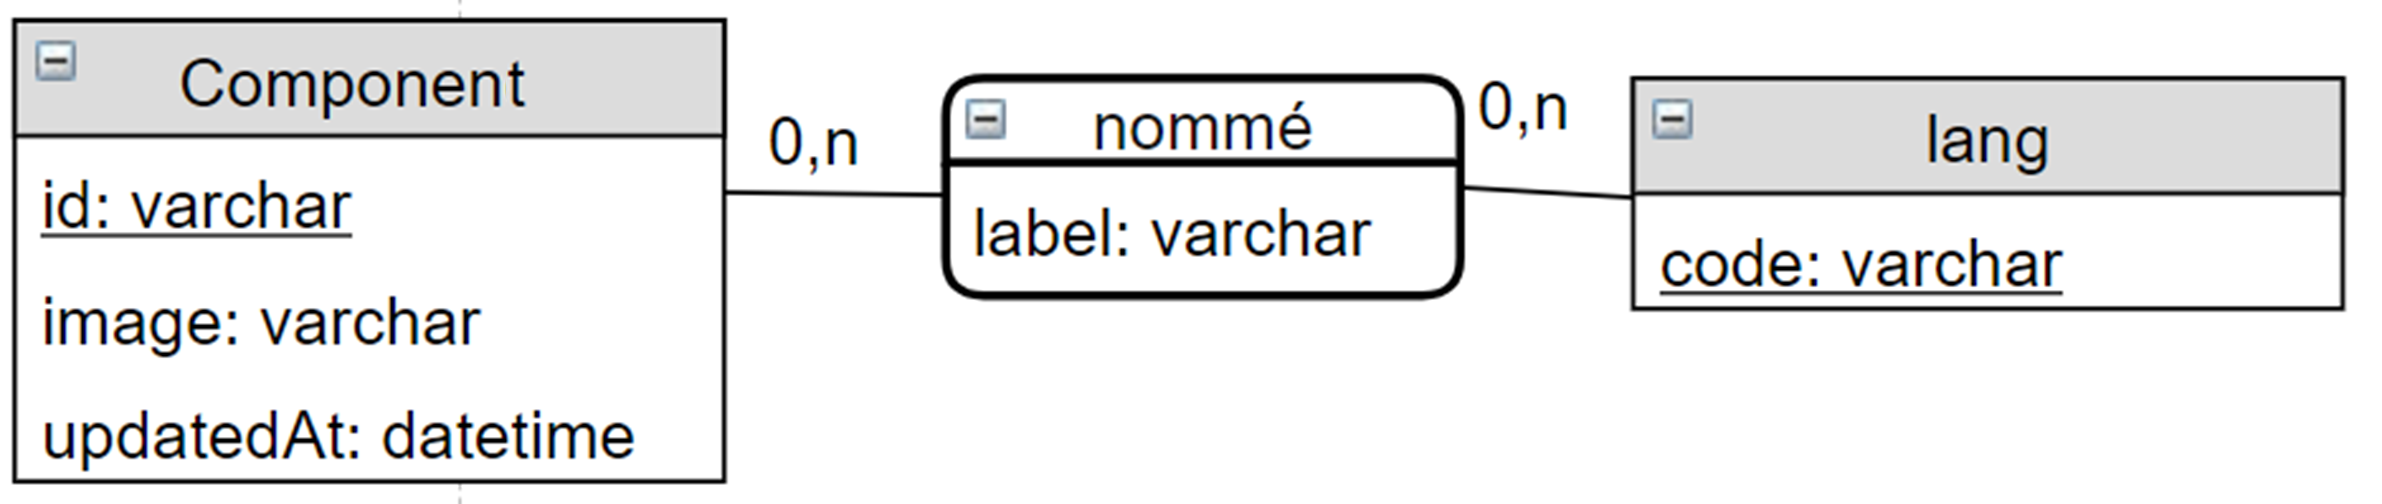 Component
id: varchar
image: varchar
updatedAt: datetime
0,n
nommé
label: varchar
0,n
lang
code: varchar